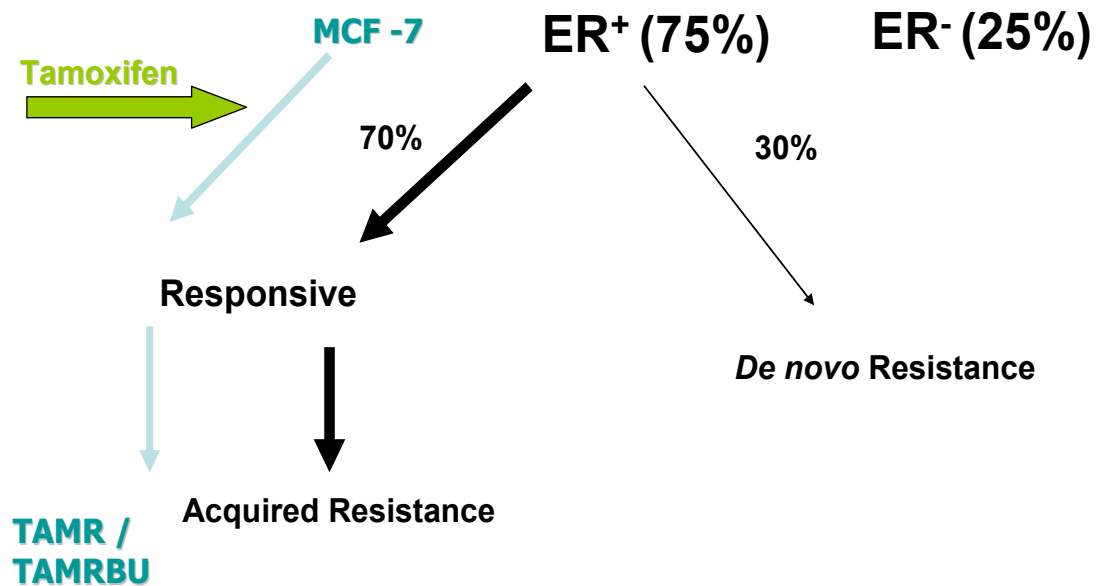 MCF -7
ER⁺ (75%)
ER⁻ (25%)
Tamoxifen
70%
30%
Responsive
De novo Resistance
Acquired Resistance
TAMR /
TAMRBU